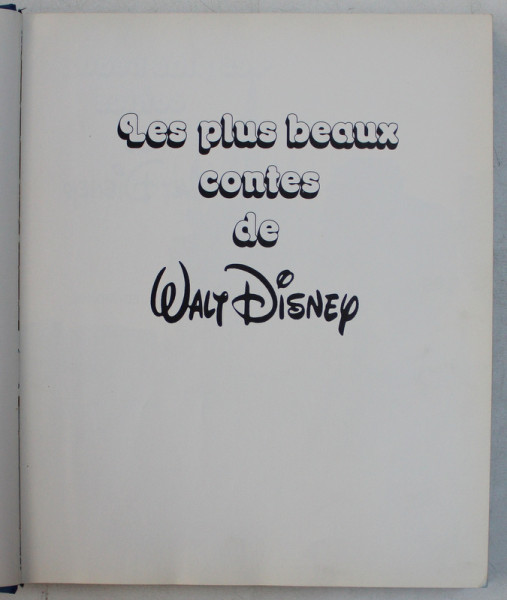 Les plus beaux
contes
de
WALT DISNEY